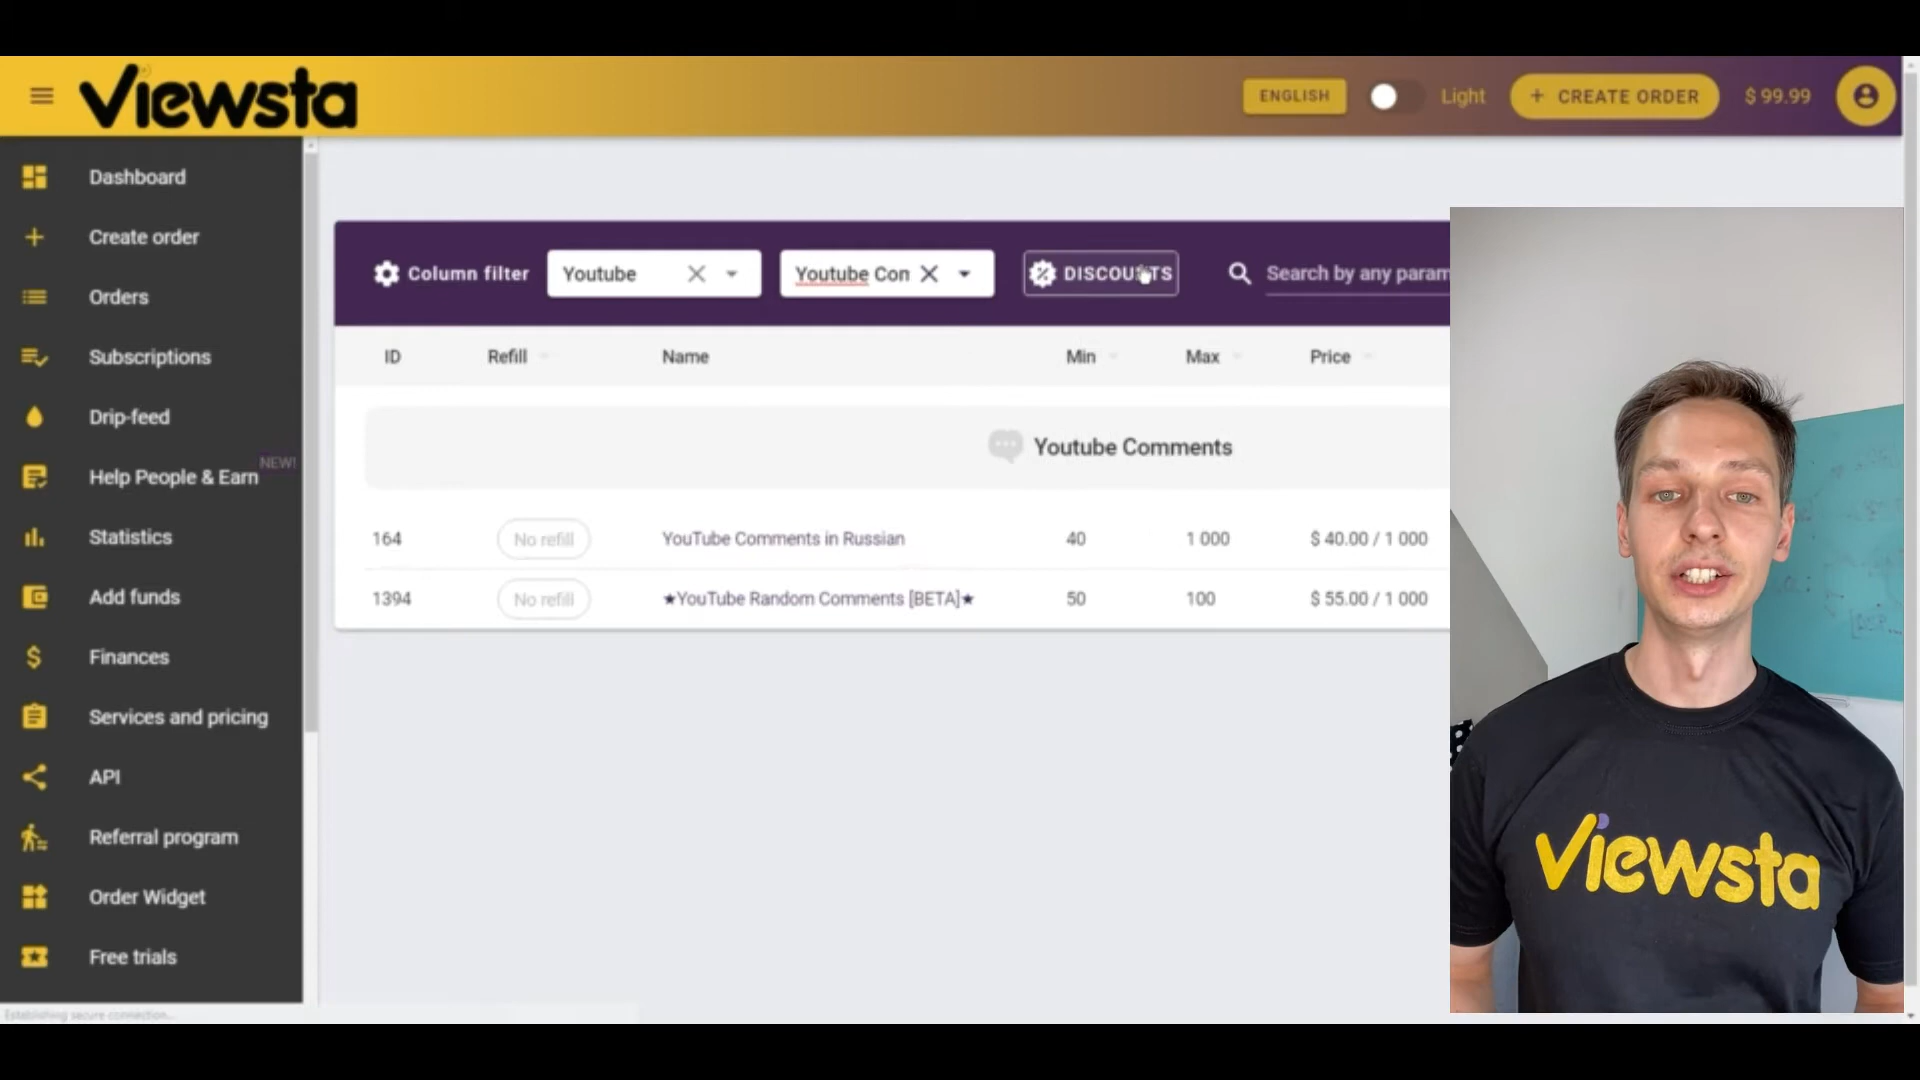 Viewsta
ENGLISH
Light
+ CREATE ORDER
$ 99.99
Dashboard
Create order
Orders
Subscriptions
Drip-feed
NEW!
Help People & Earn
Statistics
Add funds
Finances
Services and pricing
API
Referral program
Order Widget
Free trials
Column filter
Youtube
Youtube Con
DISCOUNTS
Search by any param
ID Refill Name Min Max Price
Youtube Comments
164 No refill YouTube Comments in Russian 40 1 000 $ 40.00 / 1 000
1394 No refill ★YouTube Random Comments [BETA]★ 50 100 $ 55.00 / 1 000
Establishing secure connection...
Viewsta